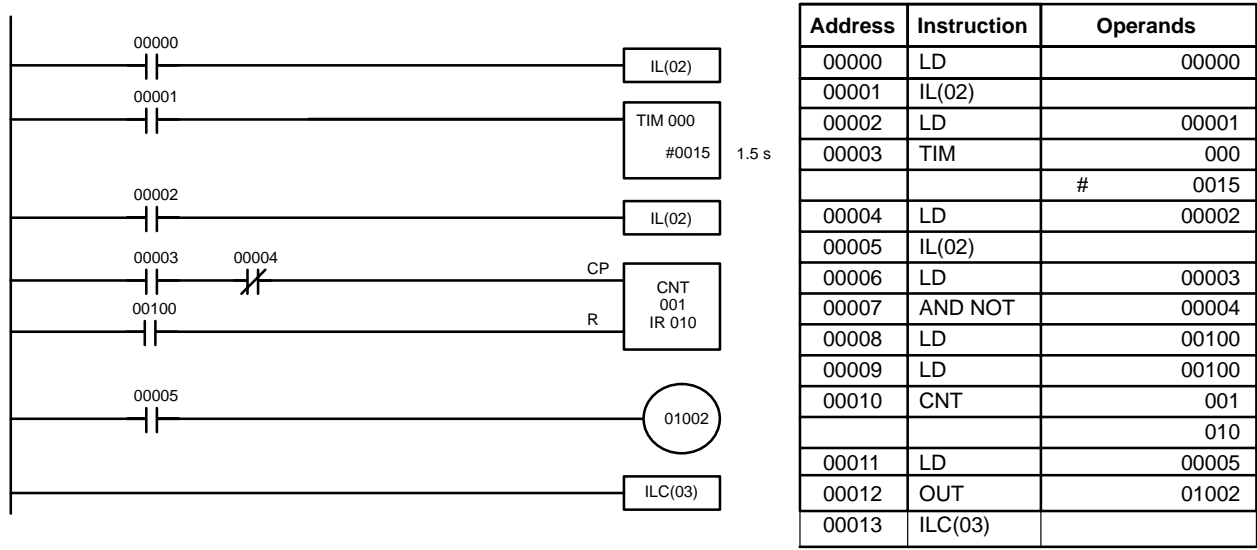 00000
IL(02)
00001
TIM 000
#0015 1.5 s
00002
IL(02)
00003 00004
CP
CNT
001
IR 010
00100
R
00005
01002
ILC(03)
Address Instruction Operands
00000 LD 00000
00001 IL(02)
00002 LD 00001
00003 TIM 000
# 0015
00004 LD 00002
00005 IL(02)
00006 LD 00003
00007 AND NOT 00004
00008 LD 00100
00009 LD 00100
00010 CNT 001
010
00011 LD 00005
00012 OUT 01002
00013 ILC(03)